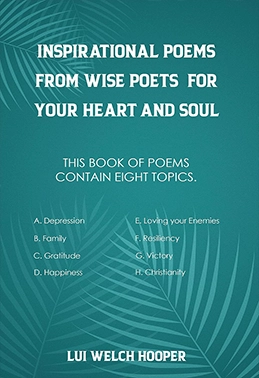 INSPIRATIONAL POEMS
FROM WISE POETS FOR
YOUR HEART AND SOUL
THIS BOOK OF POEMS
CONTAIN EIGHT TOPICS.
A. Depression
B. Family
C. Gratitude
D. Happiness
E. Loving your Enemies
F. Resiliency
G. Victory
H. Christianity
LUI WELCH HOOPER